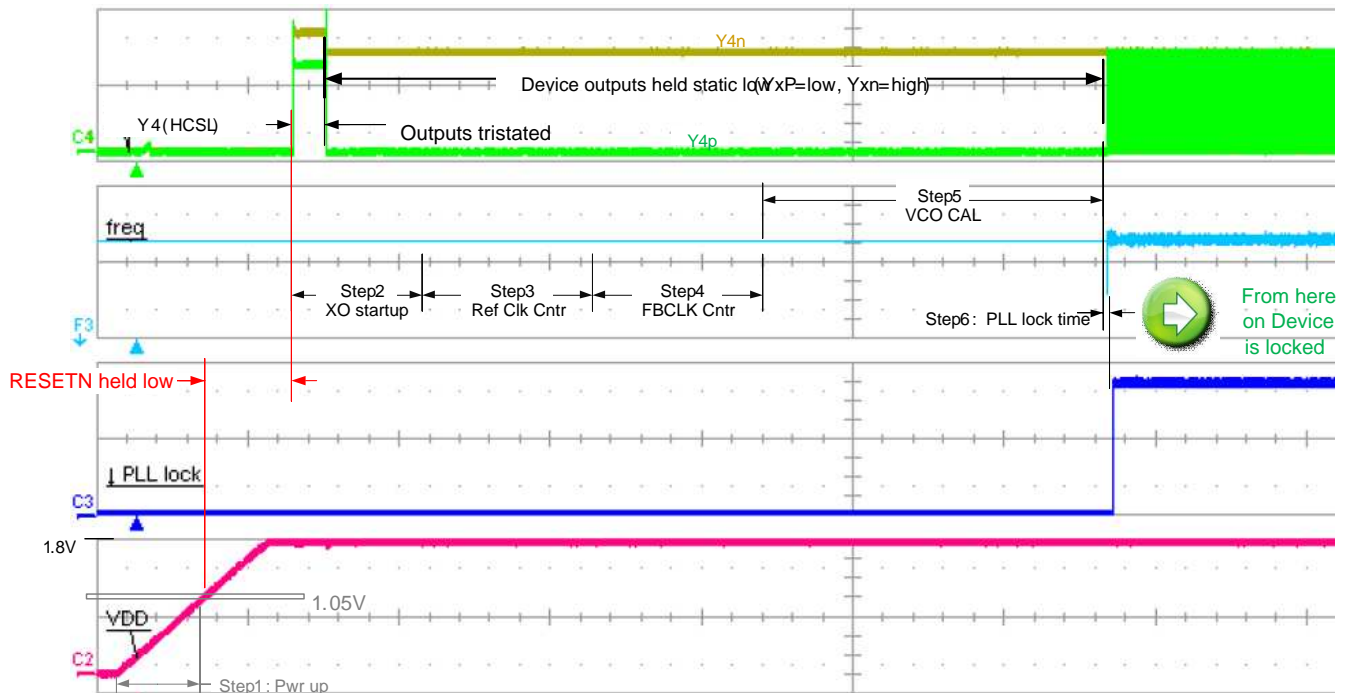 Y4n
Device outputs held static low(YxP=low, Yxn=high)
Y4(HCSL)
Outputs tristated
C4
Y4p
Step5
VCO CAL
freq
Step2
XO startup
Step3
Ref Clk Cntr
Step4
FBCLK Cntr
F3
Step6: PLL lock time
From here
on Device
is locked
RESETN held low
PLL lock
C3
1.8V
1.05V
VDD
C2
Step1: Pwr up